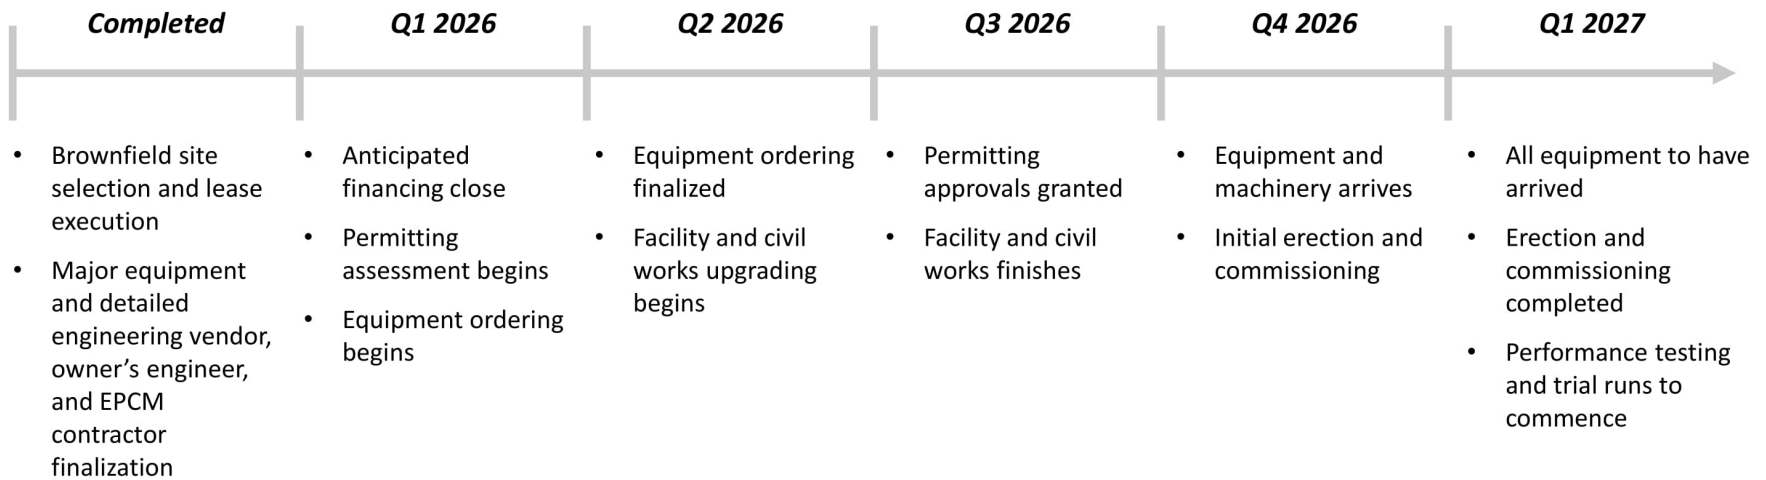 Completed
Q1 2026
Q2 2026
Q3 2026
Q4 2026
Q1 2027
• Brownfield site
selection and lease
execution
• Major equipment
and detailed
engineering vendor,
owner’s engineer,
and EPCM
contractor
finalization
• Anticipated
financing close
• Permitting
assessment begins
• Equipment ordering
begins
• Equipment ordering
finalized
• Facility and civil
works upgrading
begins
• Permitting
approvals granted
• Facility and civil
works finishes
• Equipment and
machinery arrives
• Initial erection and
commissioning
• All equipment to have
arrived
• Erection and
commissioning
completed
• Performance testing
and trial runs to
commence